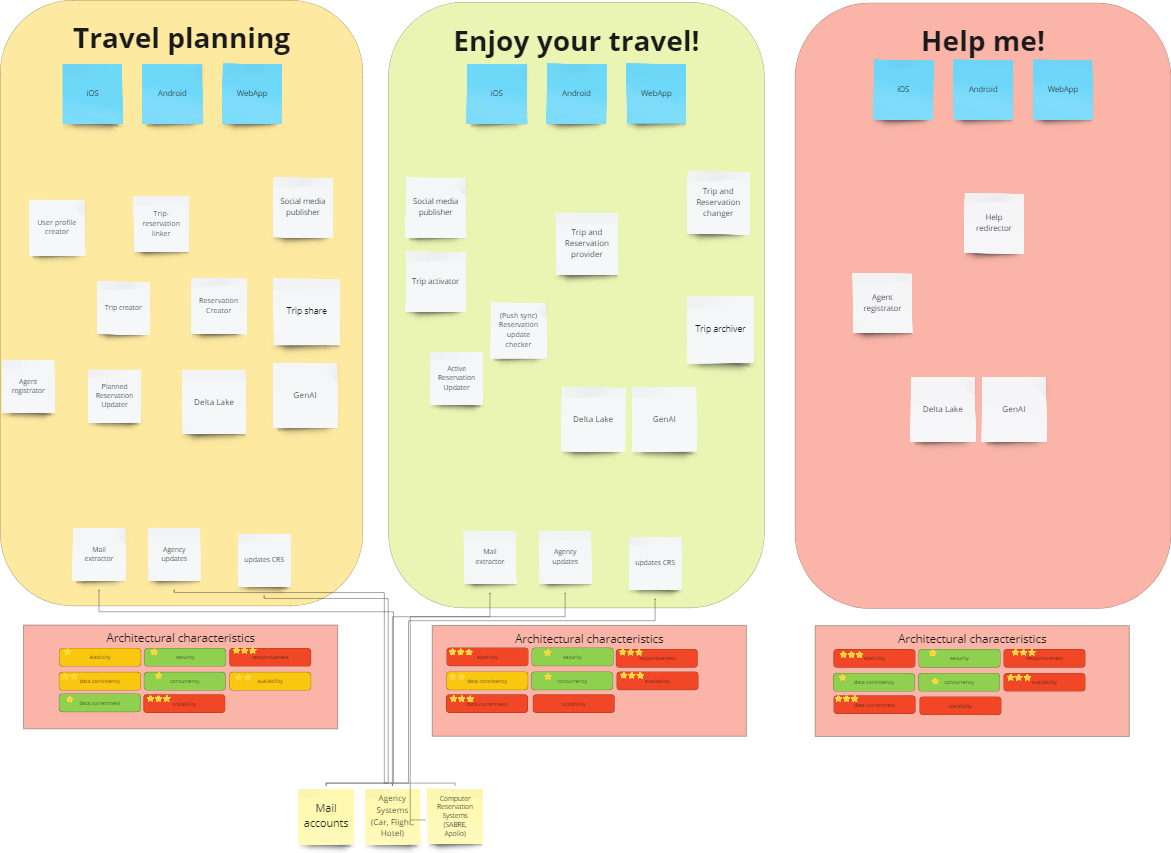 Travel planning
iOS
Android
WebApp
User profile
creator
Trip-
reservation
linker
Social media
publisher
Trip creator
Reservation
Creator
Trip share
Agent
registrator
Planned
Reservation
Updater
Delta Lake
GenAI
Mail
extractor
Agency
updates
updates CRS
Architectural characteristics
elasticity
security
responsiveness
data consistency
concurrency
availability
data currentness
scalability
Enjoy your travel!
iOS
Android
WebApp
Social media
publisher
Trip and
Reservation
provider
Trip and
Reservation
changer
Trip activator
(Push sync)
Reservation
update
checker
Trip archiver
Active
Reservation
Updater
Delta Lake
GenAI
Mail
extractor
Agency
updates
updates CRS
Architectural characteristics
elasticity
security
responsiveness
data consistency
concurrency
availability
data currentness
scalability
Help me!
iOS
Android
WebApp
Help
redirector
Agent
registrator
Delta Lake
GenAI
Architectural characteristics
elasticity
security
responsiveness
data consistency
concurrency
availability
data currentness
scalability
Mail
accounts
Agency
Systems
(Car, Flight,
Hotel)
Computer
Reservation
Systems
(SABRE,
Apollo)